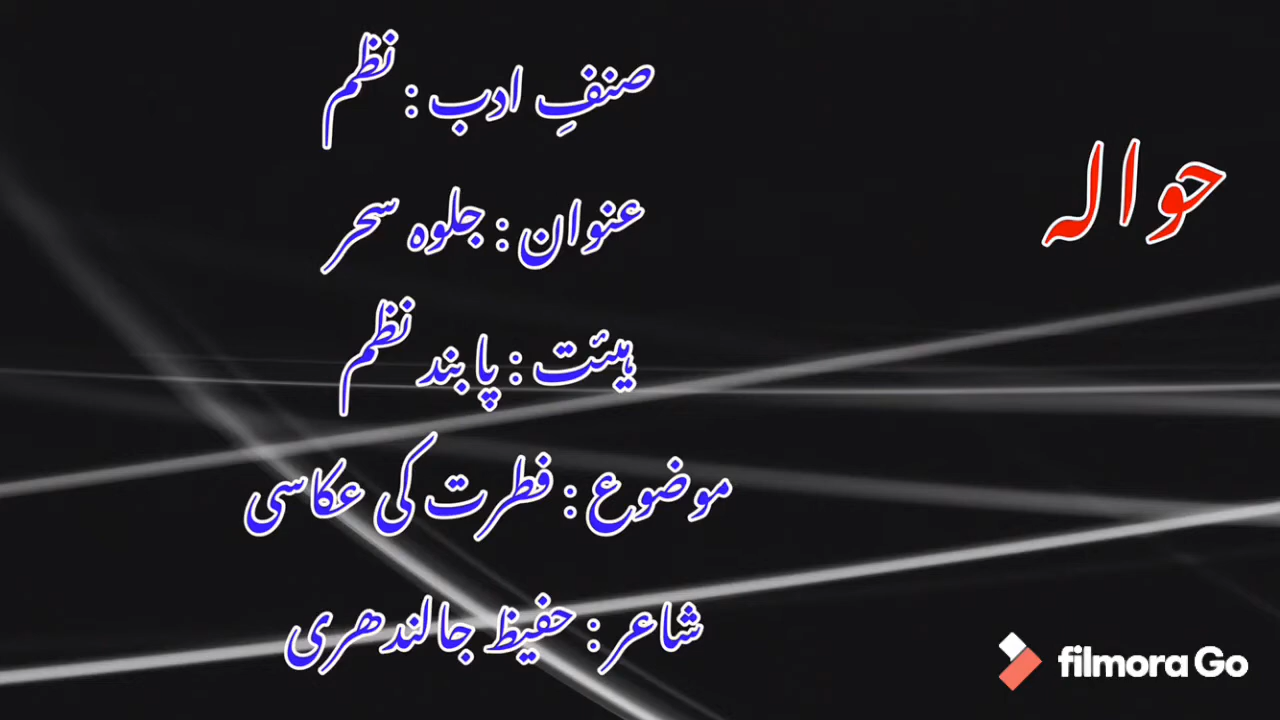 حوالہ
صنفِ ادب : نظم
عنوان : جلوہ سحر
ہیئت : پابند نظم
موضوع : فطرت کی عکاسی
شاعر : حفیظ جالندھری
filmora Go